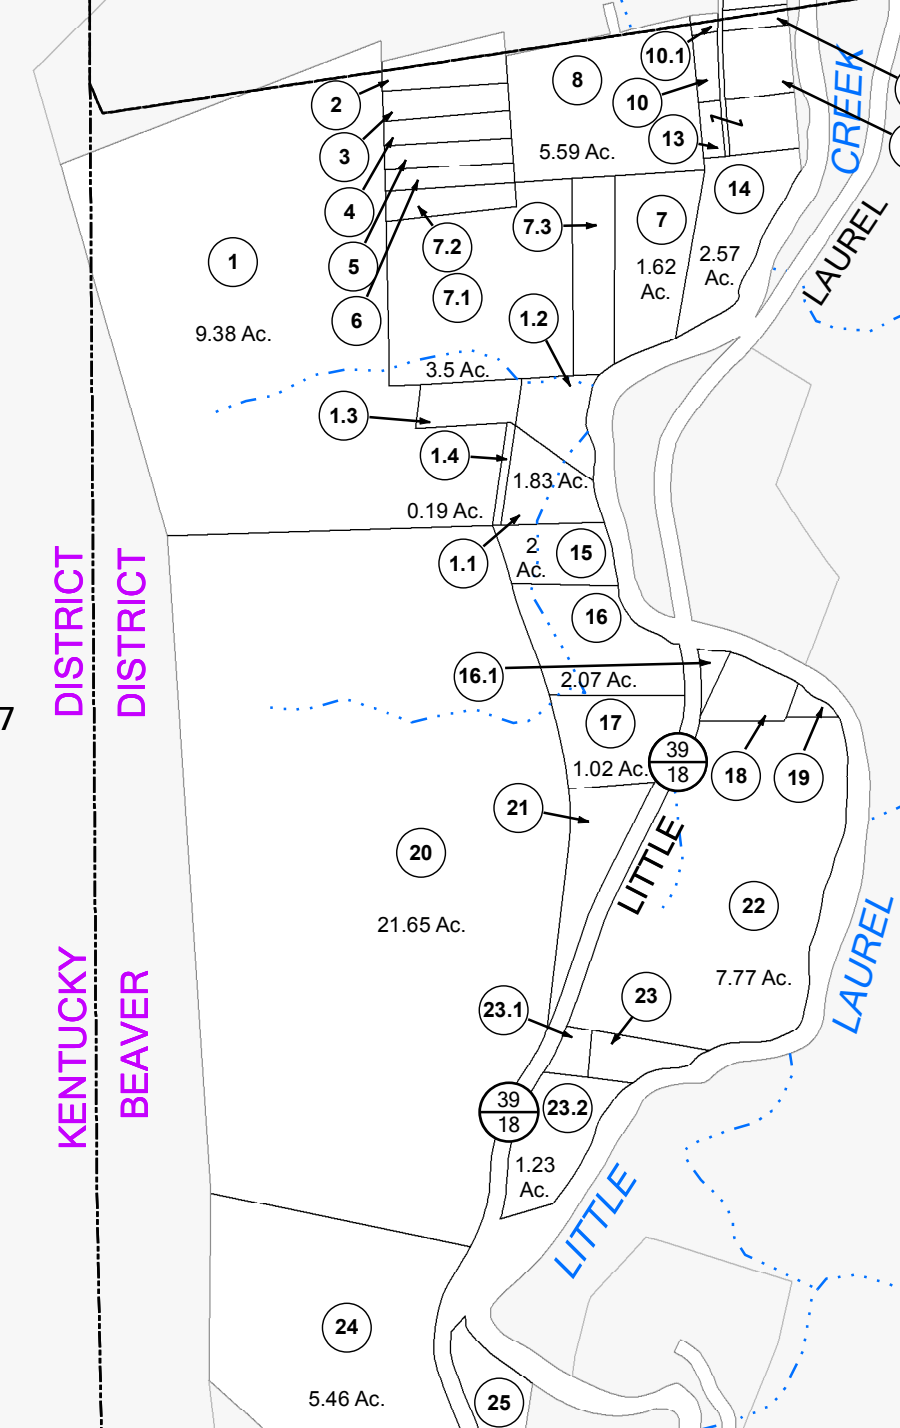 10.1
8
2
10
CREEK
13
3
5.59 Ac.
14
4
7.3
7
LAUREL
7.2
2.57
Ac.
1
5
1.62
Ac.
7.1
6
1.2
9.38 Ac.
3.5 Ac.
1.3
1.4
1.83 Ac.
0.19 Ac.
2
Ac.
15
1.1
16
DISTRICT
DISTRICT
16.1
2.07 Ac.
7
17
39
18
1.02 Ac.
18
19
21
20
LITTLE
22
21.65 Ac.
LAUREL
7.77 Ac.
23
23.1
KENTUCKY
BEAVER
39
18
23.2
1.23
Ac.
LITTLE
24
5.46 Ac.
25